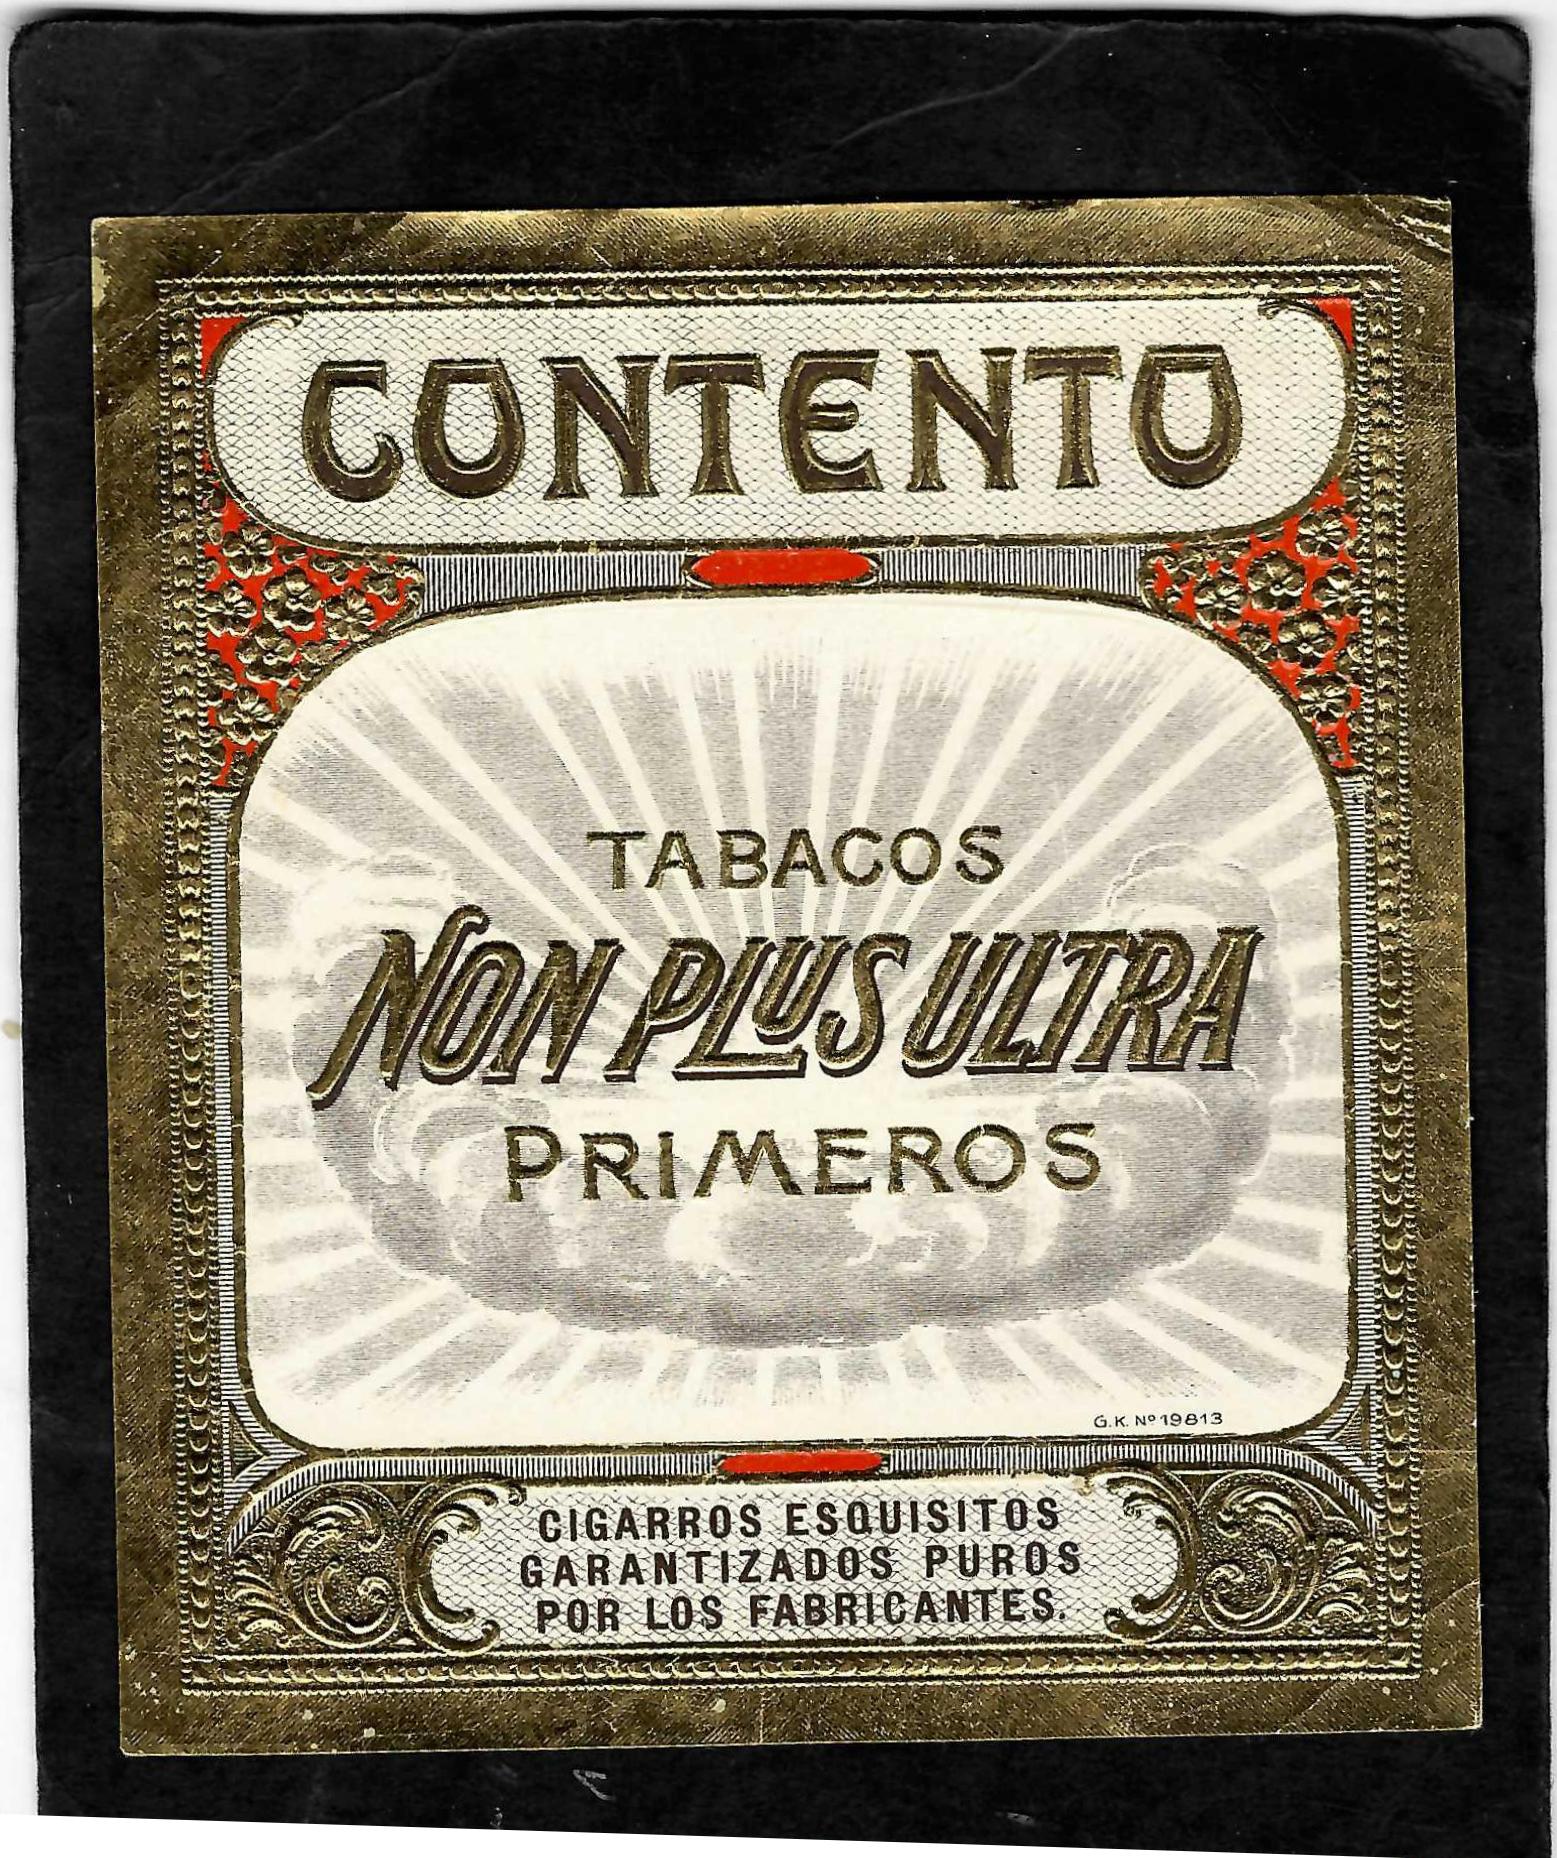 CONTENTO
TABACOS
NON PLUS ULTRA
PRIMEROS
G.K. Nº 19813
CIGARROS ESQUISITOS
GARANTIZADOS PUROS
POR LOS FABRICANTES.